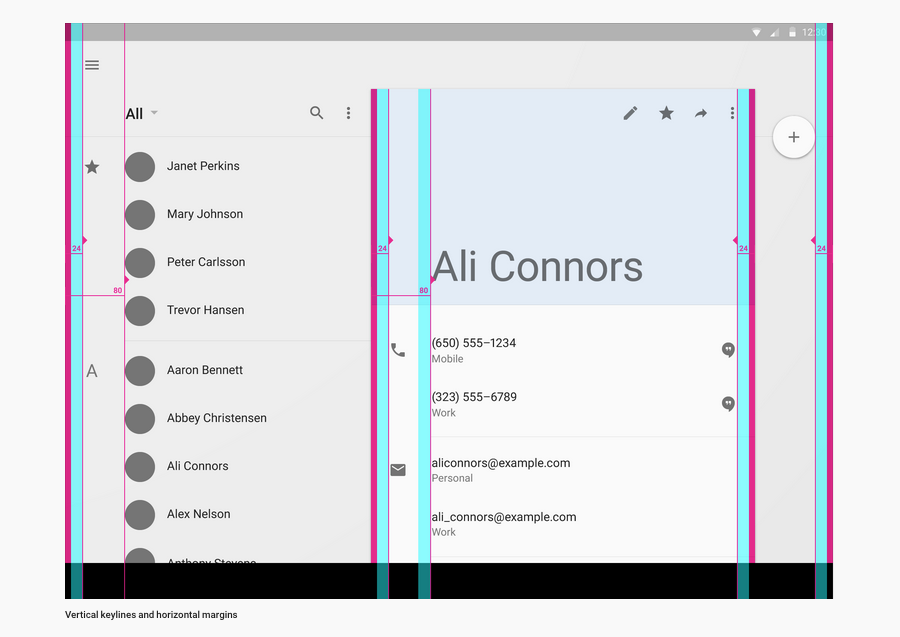 12:30
All
Janet Perkins
Mary Johnson
Peter Carlsson
Trevor Hansen
A
Aaron Bennett
Abbey Christensen
Ali Connors
Alex Nelson
Anthony Stevens
24
80
24
80
24
24
Ali Connors
(650) 555–1234
Mobile
(323) 555–6789
Work
aliconnors@example.com
Personal
ali_connors@example.com
Work
Vertical keylines and horizontal margins